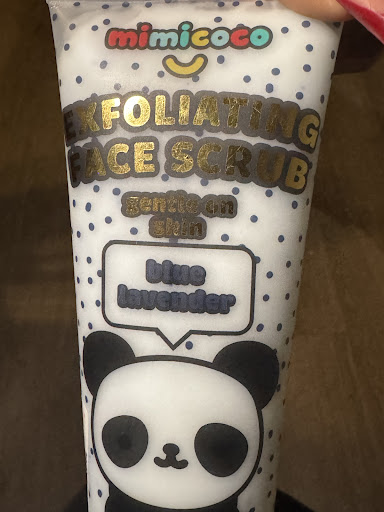 mimicoco
EXFOLIATING
FACE SCRUB
gentle on
skin
blue
lavender